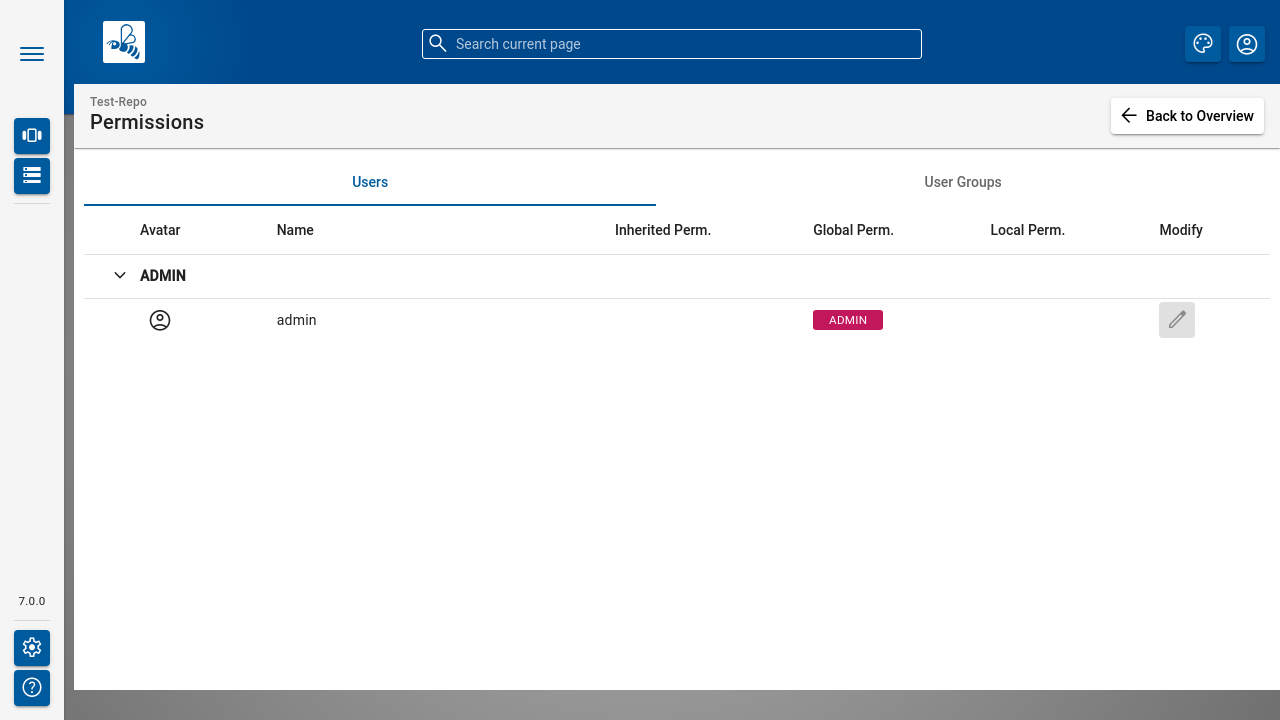 Search current page
Test-Repo
Permissions
Back to Overview
Users
User Groups
Avatar Name Inherited Perm. Global Perm. Local Perm. Modify
ADMIN
admin ADMIN
7.0.0